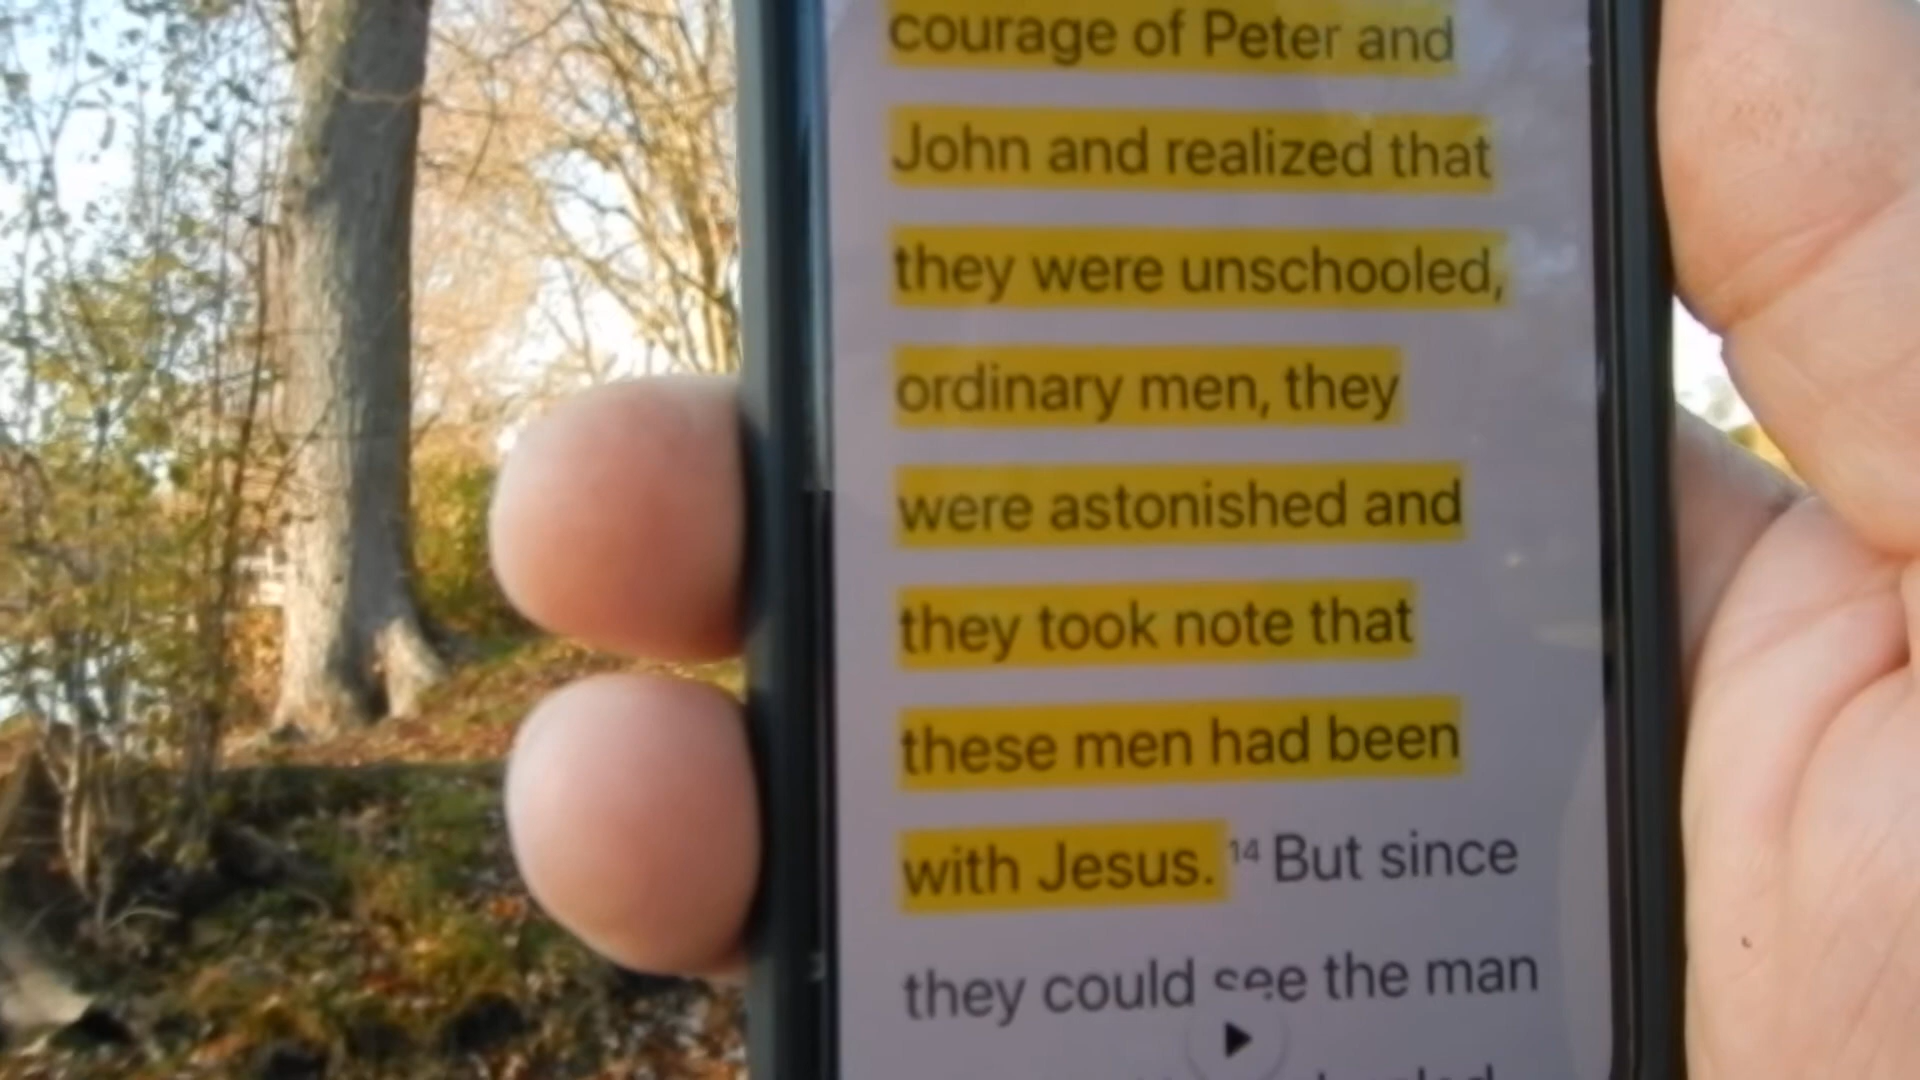 courage of Peter and
John and realized that
they were unschooled,
ordinary men, they
were astonished and
they took note that
these men had been
with Jesus. 14 But since
they could see the man